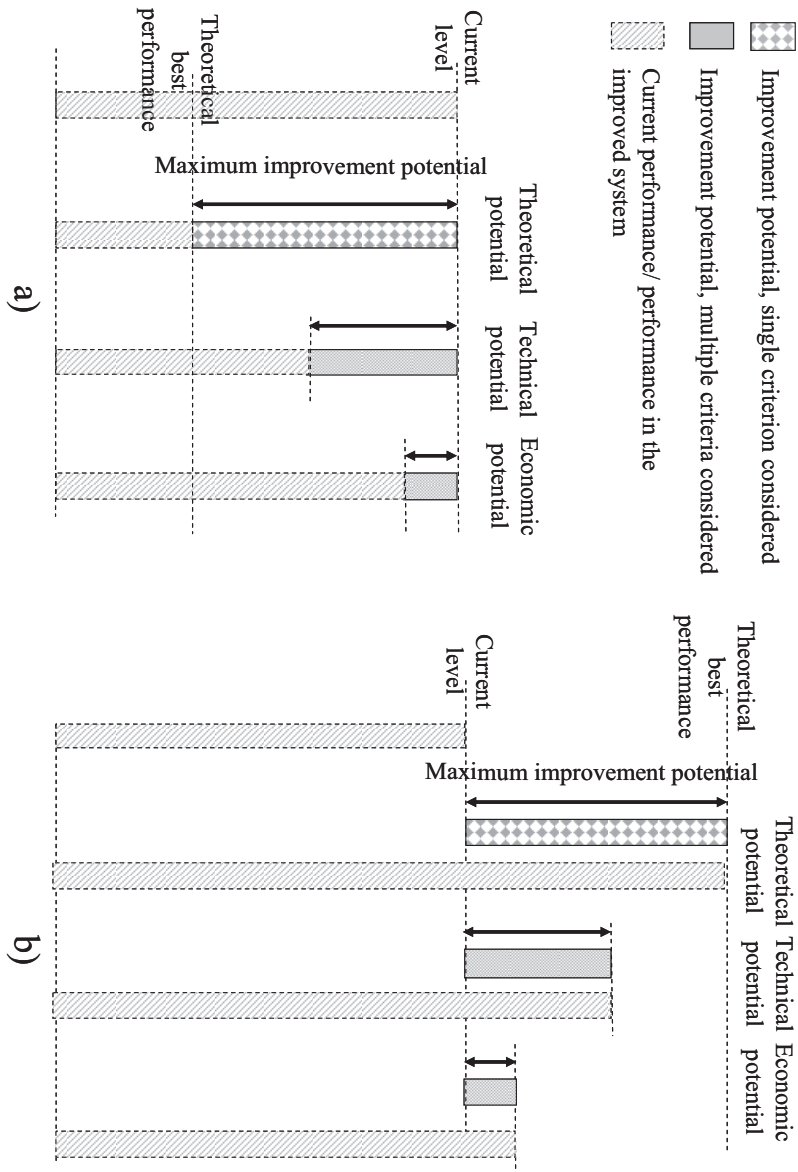 Improvement potential, single criterion considered
Improvement potential, multiple criteria considered
Current performance/ performance in the
improved system
Current
level
Theoretical
best
performance
Maximum improvement potential
Theoretical
potential
Technical
potential
Economic
potential
a)
Theoretical
best
performance
Current
level
Maximum improvement potential
Theoretical
potential
Technical
potential
Economic
potential
b)